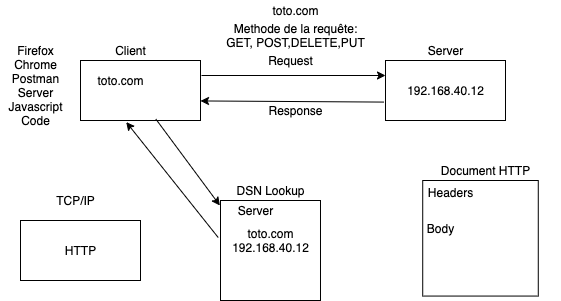 toto.com
Methode de la requête:
GET, POST,DELETE,PUT
Request
Response
Firefox
Chrome
Postman
Server
Javascript
Code
Client
toto.com
Server
192.168.40.12
DSN Lookup
Server
toto.com
192.168.40.12
TCP/IP
HTTP
Document HTTP
Headers
Body